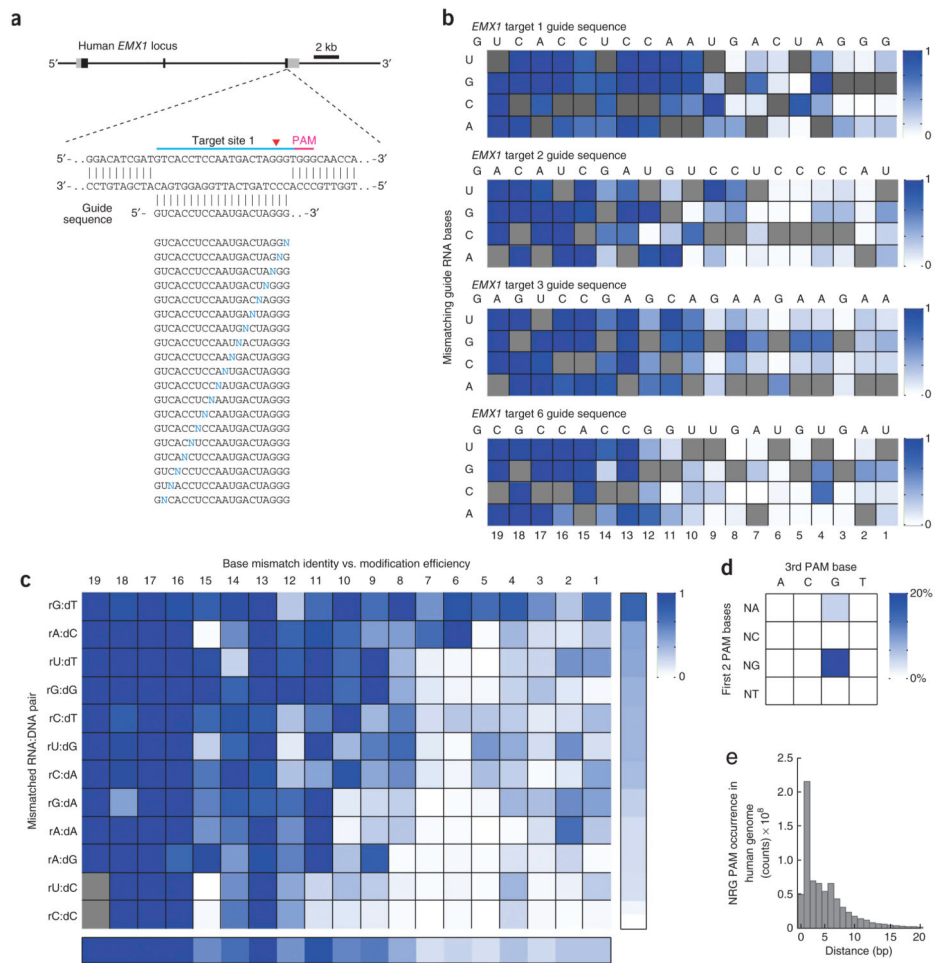 a
Human EMX1 locus
2 kb
5′
3′
Target site 1
PAM
5′-..GGACATCGATGTCACCTCCAATGACTAGGGTGGGCAACCA..-3′
3′-..CCTGTAGCTACAGTGGAGGTTACTGATCCCACCCGTTGGT..-5′
Guide sequence
5′- GUCACCUCCAAUGACUAGGG..-3′
GUCACCUCCAAUGACUAGGN
GUCACCUCCAAUGACUAGNG
GUCACCUCCAAUGACUANGG
GUCACCUCCAAUGACUNGGG
GUCACCUCCAAUGACNAGGG
GUCACCUCCAAUGANUAGGG
GUCACCUCCAAUGNCUAGGG
GUCACCUCCAAUNACUAGGG
GUCACCUCCAANGACUAGGG
GUCACCUCCANUGACUAGGG
GUCACCUCCNAUGACUAGGG
GUCACCUCNAAUGACUAGGG
GUCACCUNCAAUGACUAGGG
GUCACCNCCAAUGACUAGGG
GUCACNUCCAAUGACUAGGG
GUCANCUCCAAUGACUAGGG
GUCNCCUCCAAUGACUAGGG
GUNACCUCCAAUGACUAGGG
GNCACCUCCAAUGACUAGGG
b
Mismatching guide RNA bases
EMX1 target 1 guide sequence
G U C A C C U C C A A U G A C U A G G G
U
G
C
A
1
0
EMX1 target 2 guide sequence
G A C A U C G A U G U C C U C C C C A U
U
G
C
A
1
0
EMX1 target 3 guide sequence
G A G U C C G A G C A G A A G A A G A A
U
G
C
A
1
0
EMX1 target 6 guide sequence
G C G C C A C C G G U U G A U G U G A U
U
G
C
A
1
0
19 18 17 16 15 14 13 12 11 10 9 8 7 6 5 4 3 2 1
c
Base mismatch identity vs. modification efficiency
19 18 17 16 15 14 13 12 11 10 9 8 7 6 5 4 3 2 1
Mismatched RNA:DNA pair
rG:dT
rA:dC
rU:dT
rG:dG
rC:dT
rU:dG
rC:dA
rG:dA
rA:dA
rA:dG
rU:dC
rC:dC
1
0
d
3rd PAM base
A C G T
First 2 PAM bases
NA
NC
NG
NT
20%
0%
e
NRG PAM occurrence in
human genome
(counts) × 10⁸
2.5
2.0
1.5
1.0
0.5
0
0 5 10 15 20
Distance (bp)